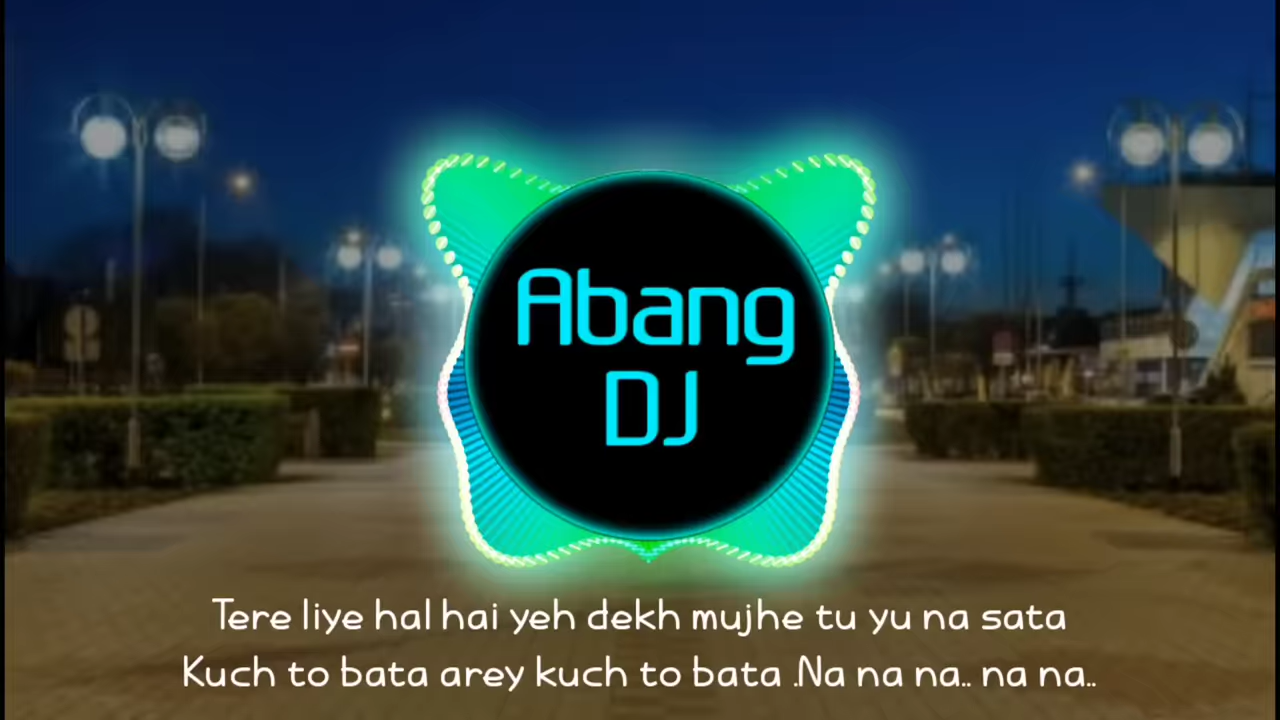 Abang
DJ
Tere liye hal hai yeh dekh mujhe tu yu na sata
Kuch to bata arey kuch to bata .Na na na.. na na..